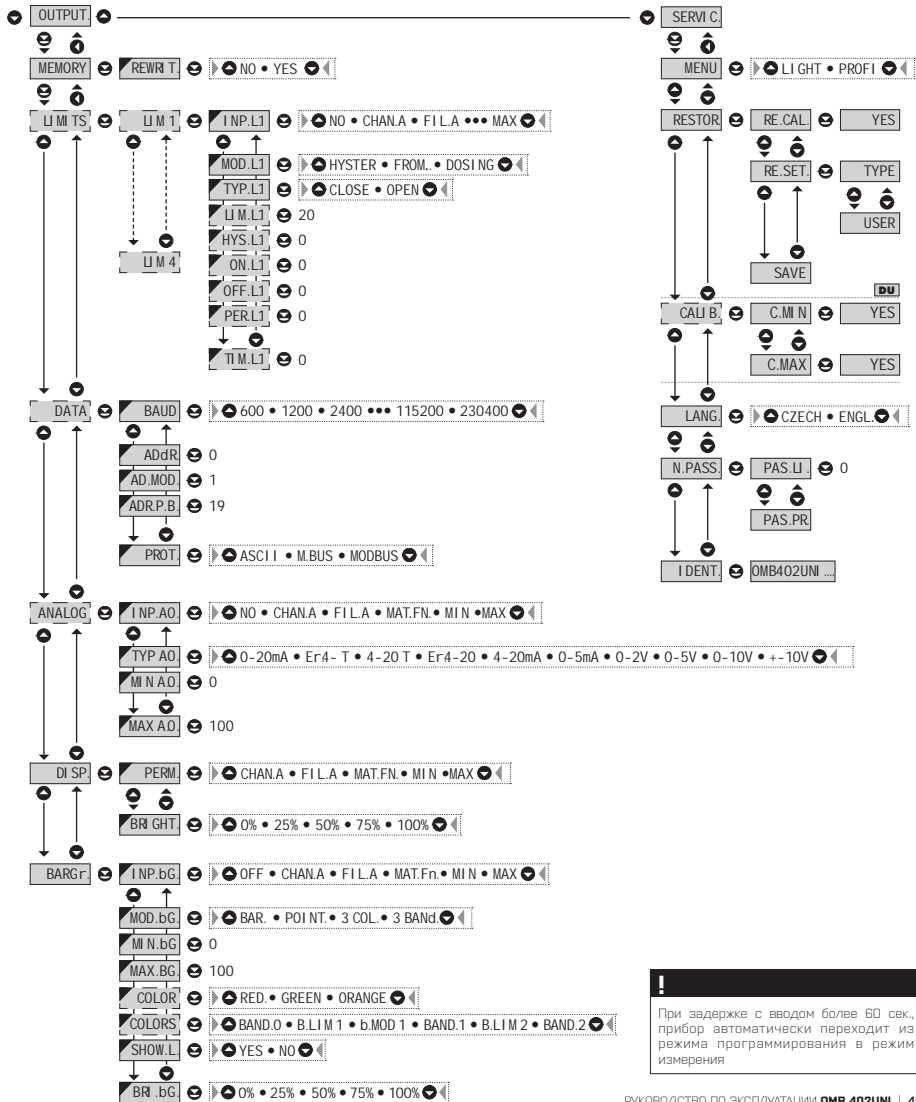 OUTPUT.
MEMORY REWRIT. NO • YES
LIMITS LIM 1 INP.L1 NO • CHAN.A • FIL.A ••• MAX
MOD.L1 HYSTER • FROM.. • DOSING
TYP.L1 CLOSE • OPEN
LIM.L1 20
HYS.L1 0
ON.L1 0
LIM 4
OFF.L1 0
PER.L1 0
TIM.L1 0
DATA BAUD 600 • 1200 • 2400 ••• 115200 • 230400
ADdR. 0
AD.MOD. 1
ADR.P.B. 19
PROT. ASCII • M.BUS • MODBUS
ANALOG INP.AO. NO • CHAN.A • FIL.A • MAT.FN. • MIN •MAX
TYP AO. 0-20mA • Er4- T • 4-20 T • Er4-20 • 4-20mA • 0-5mA • 0-2V • 0-5V • 0-10V • +-10V
MIN A.O. 0
MAX A.O. 100
DISP. PERM. CHAN.A • FIL.A • MAT.FN. • MIN •MAX
BRIGHT. 0% • 25% • 50% • 75% • 100%
BARGr. INP.bG. OFF • CHAN.A • FIL.A • MAT.Fn. • MIN • MAX
MOD.bG. BAR. • POINT. • 3 COL. • 3 BANd.
MIN.bG 0
MAX.BG. 100
COLOR RED. • GREEN • ORANGE
COLORS BAND.0 • B.LIM 1 • b.MOD 1 • BAND.1 • B.LIM 2 • BAND.2
SHOW.L. YES • NO
BRI.bG. 0% • 25% • 50% • 75% • 100%
SERVIC.
MENU LIGHT • PROFI
RESTOR. RE.CAL. YES
RE.SET. TYPE
USER
SAVE
DU
CALIB. C.MIN YES
C.MAX YES
LANG. CZECH • ENGL.
N.PASS. PAS.LI. 0
PAS.PR.
IDENT. OMB402UNI ....
!
При задержке с вводом более 60 сек.,
прибор автоматически переходит из
режима программирования в режим
измерения
РУКОВОДСТВО ПО ЭКСПЛУАТАЦИИ OMB 402UNI |